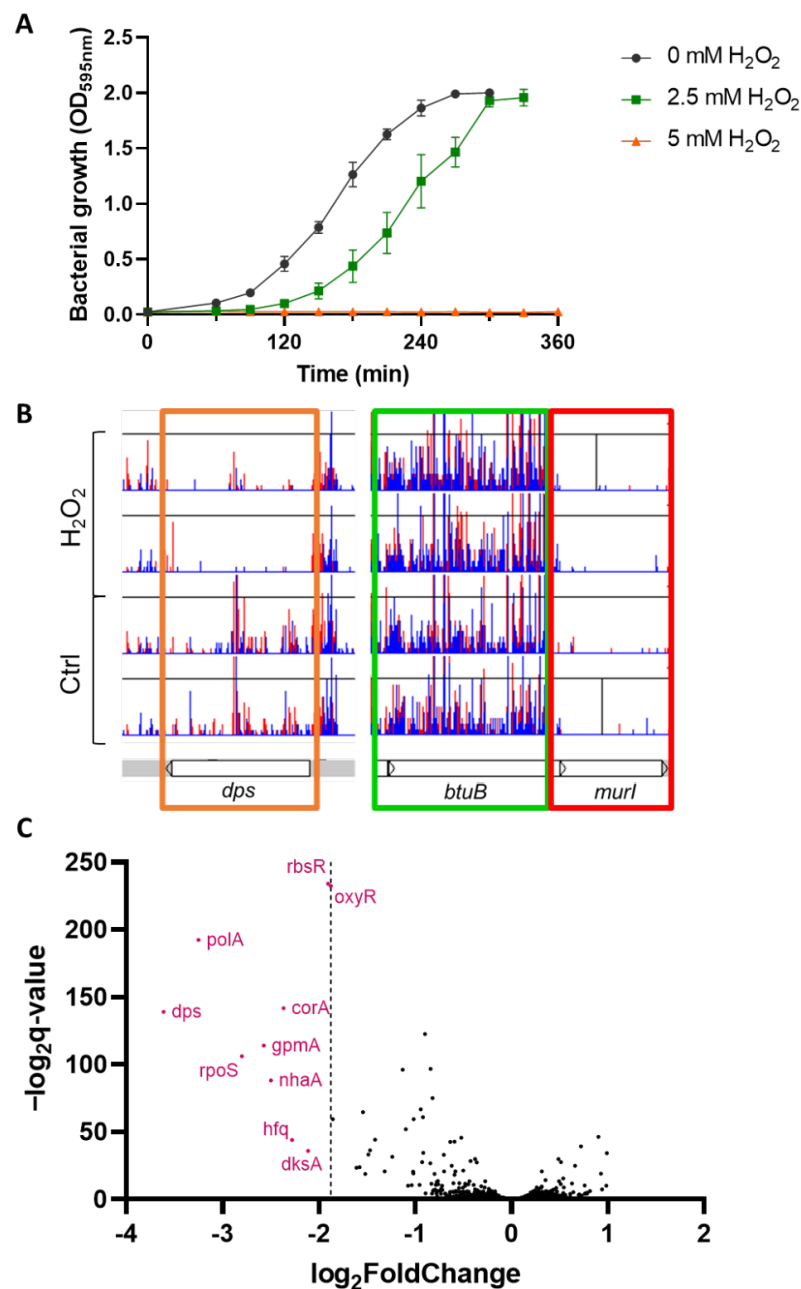 A
Bacterial growth (OD595nm)
2.5
2.0
1.5
1.0
0.5
0.0
0 120 240 360
Time (min)
0 mM H2O2
2.5 mM H2O2
5 mM H2O2
B
H2O2
Ctrl
dps btuB murI
C
–log2q-value
250
200
150
100
50
0
rbsR
oxyR
polA
dps
corA
gpmA
rpoS
nhaA
hfq
dksA
-4 -3 -2 -1 0 1 2
log2FoldChange